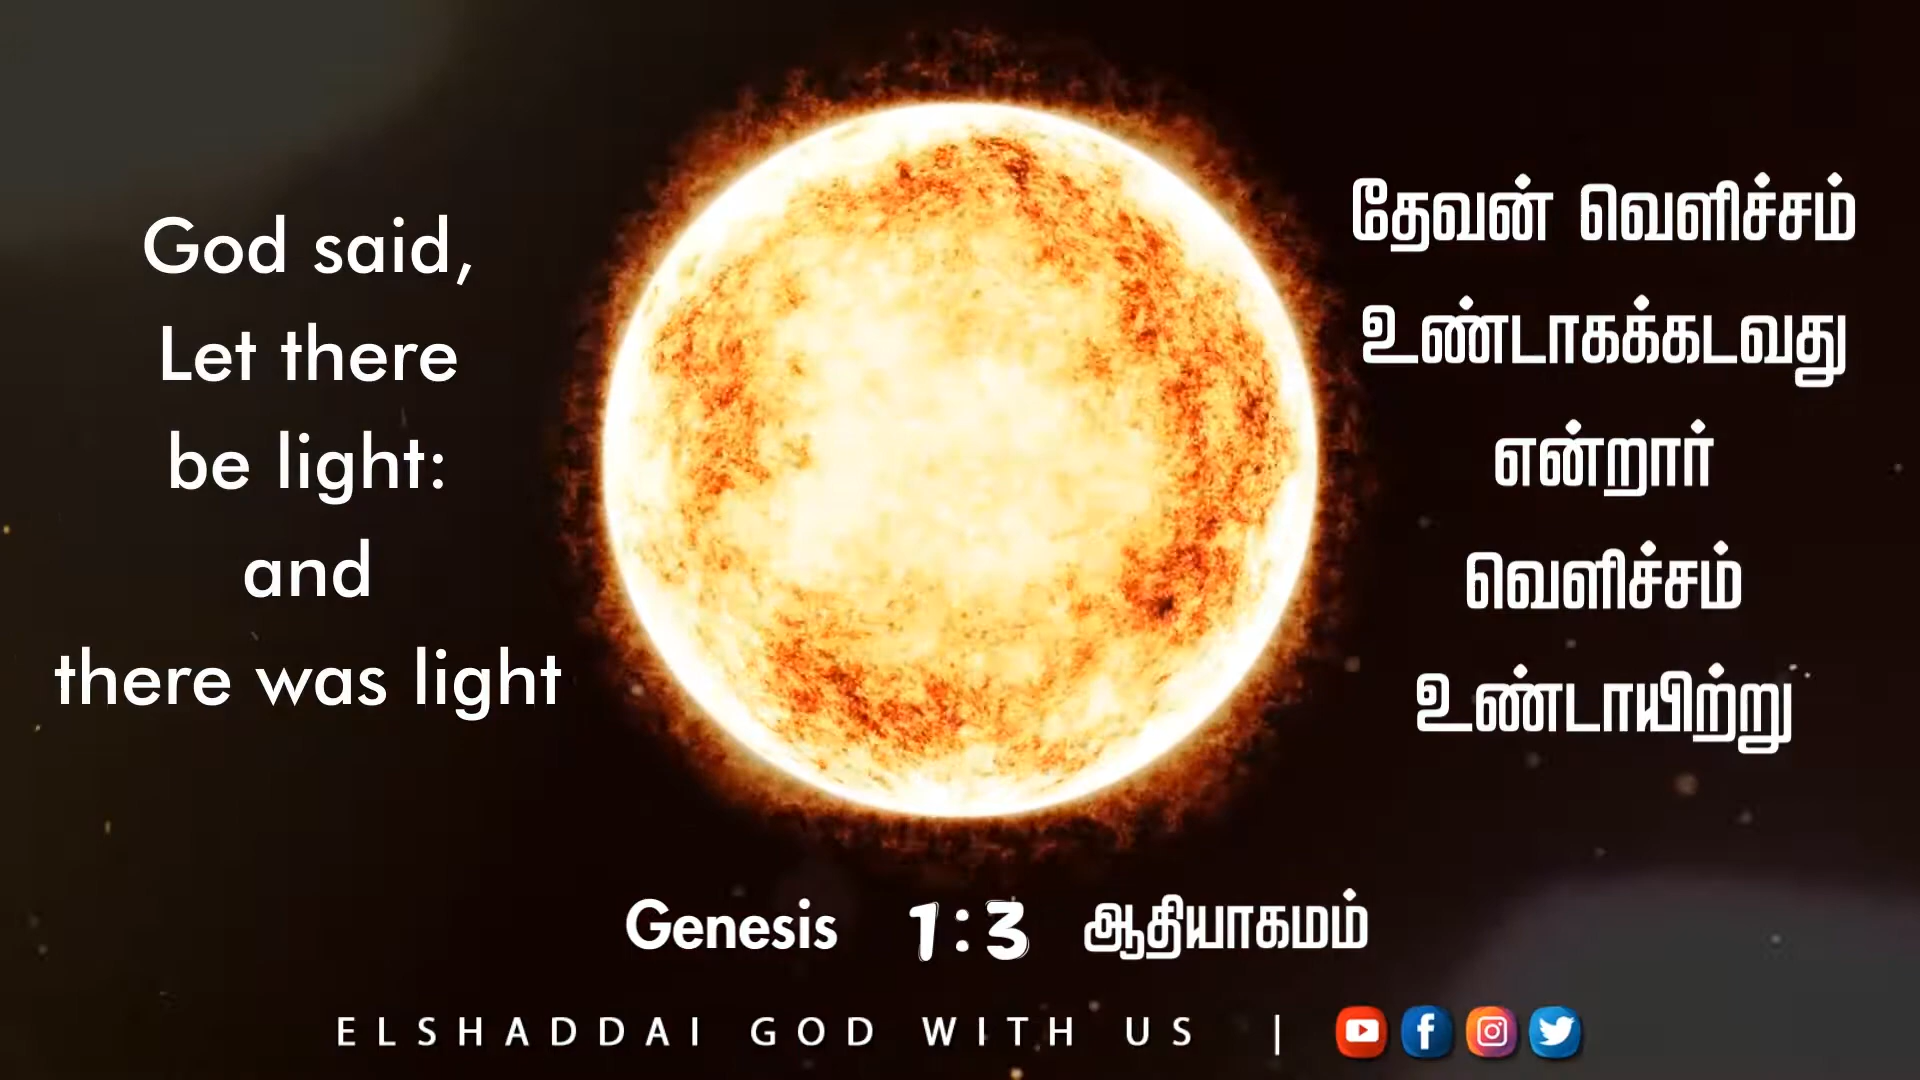 God said,
Let there
be light:
and
there was light
தேவன் வெளிச்சம்
உண்டாகக்கடவது
என்றார்
வெளிச்சம்
உண்டாயிற்று
Genesis 1:3 ஆதியாகமம்
ELSHADDAI GOD WITH US |